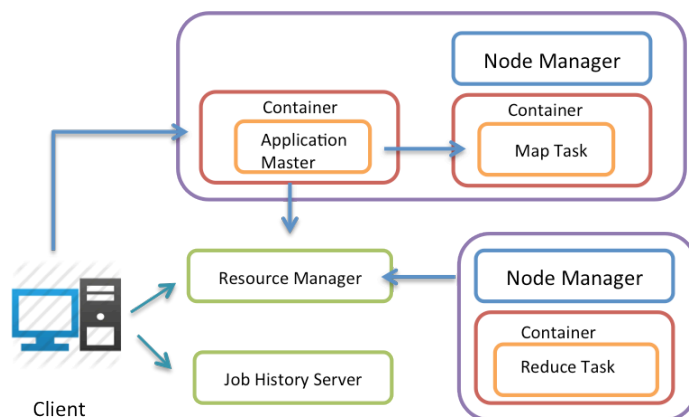 Node Manager
Container
Application
Master
Container
Map Task
Resource Manager
Node Manager
Container
Reduce Task
Job History Server
Client